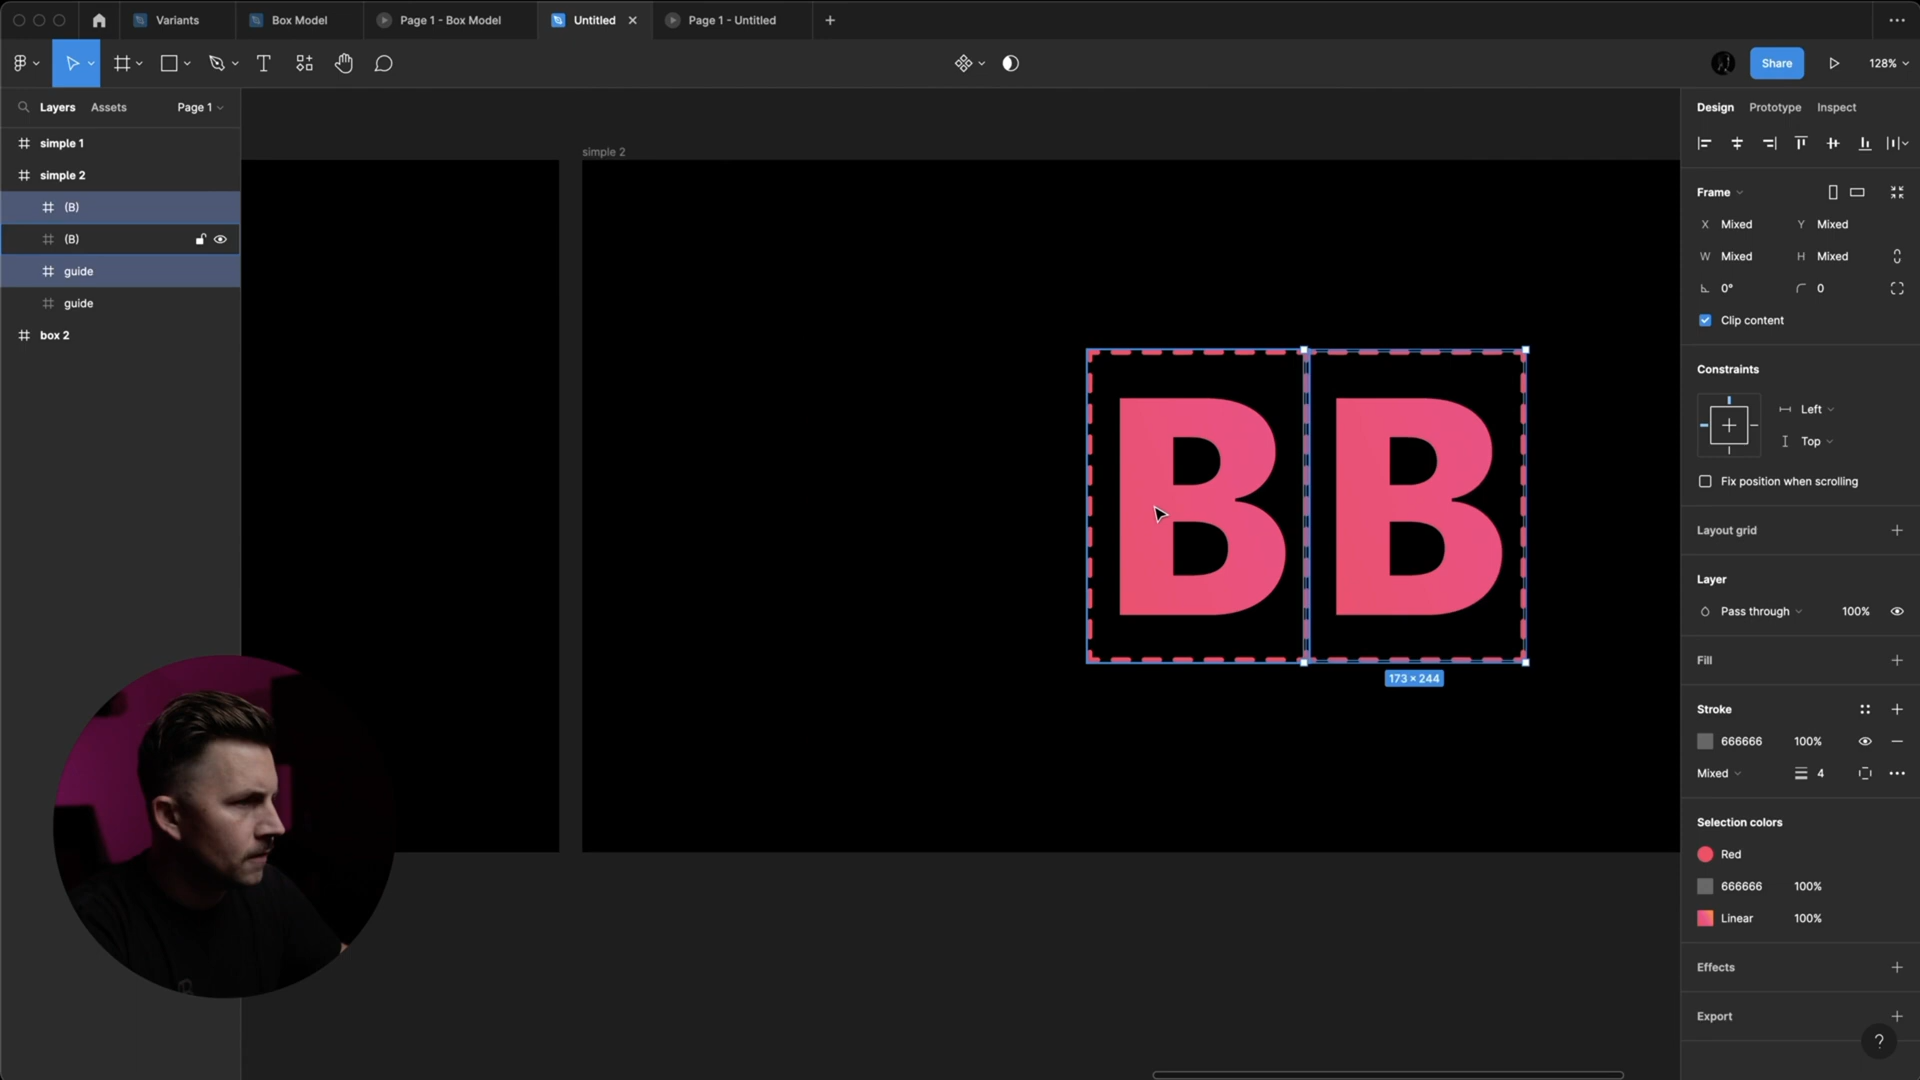 Variants
Box Model
Page 1 - Box Model
Untitled
Page 1 - Untitled
Share
128%
Layers
Assets
Page 1
simple 1
simple 2
(B)
(B)
guide
guide
box 2
simple 2
B B
173 × 244
Design
Prototype
Inspect
Frame
X Mixed
Y Mixed
W Mixed
H Mixed
0°
0
Clip content
Constraints
Left
Top
Fix position when scrolling
Layout grid
Layer
Pass through
100%
Fill
Stroke
666666
100%
Mixed
4
Selection colors
Red
666666
100%
Linear
100%
Effects
Export
?